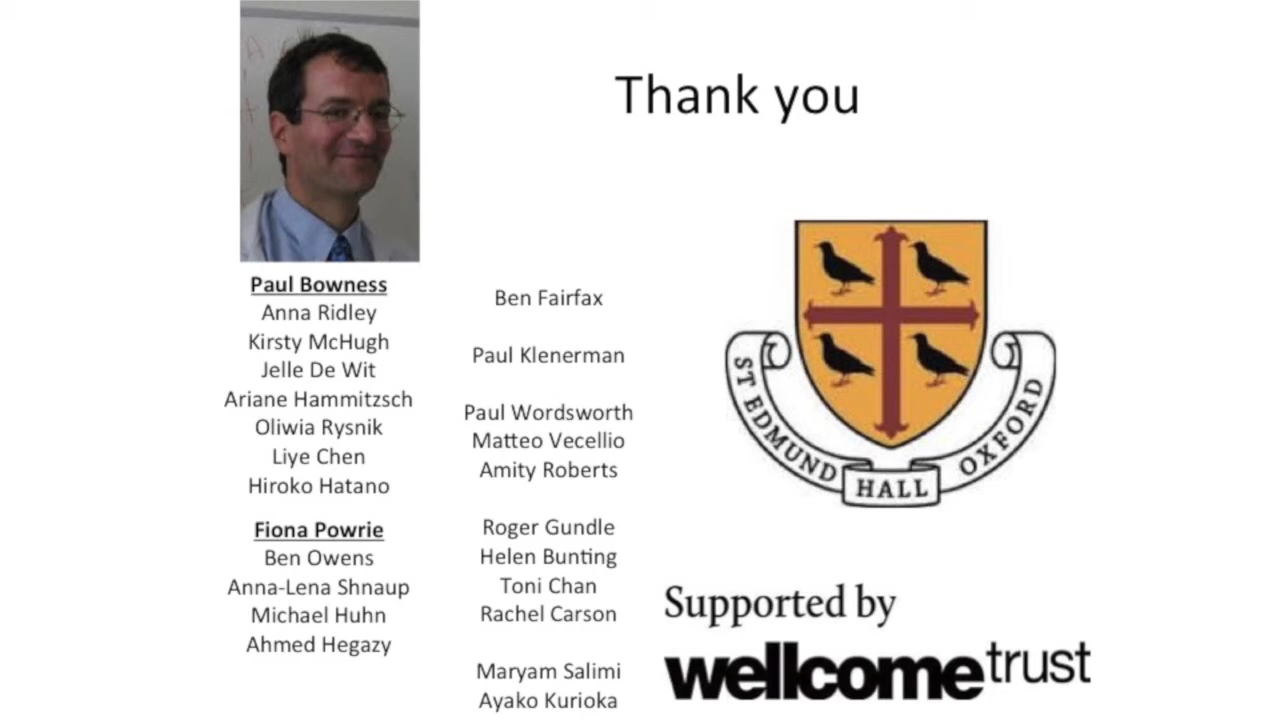 Thank you
Paul Bowness
Anna Ridley
Kirsty McHugh
Jelle De Wit
Ariane Hammitzsch
Oliwia Rysnik
Liye Chen
Hiroko Hatano
Fiona Powrie
Ben Owens
Anna-Lena Shnaup
Michael Huhn
Ahmed Hegazy
Ben Fairfax
Paul Klenerman
Paul Wordsworth
Matteo Vecellio
Amity Roberts
Roger Gundle
Helen Bunting
Toni Chan
Rachel Carson
Maryam Salimi
Ayako Kurioka
ST EDMUND HALL OXFORD
Supported by
wellcometrust